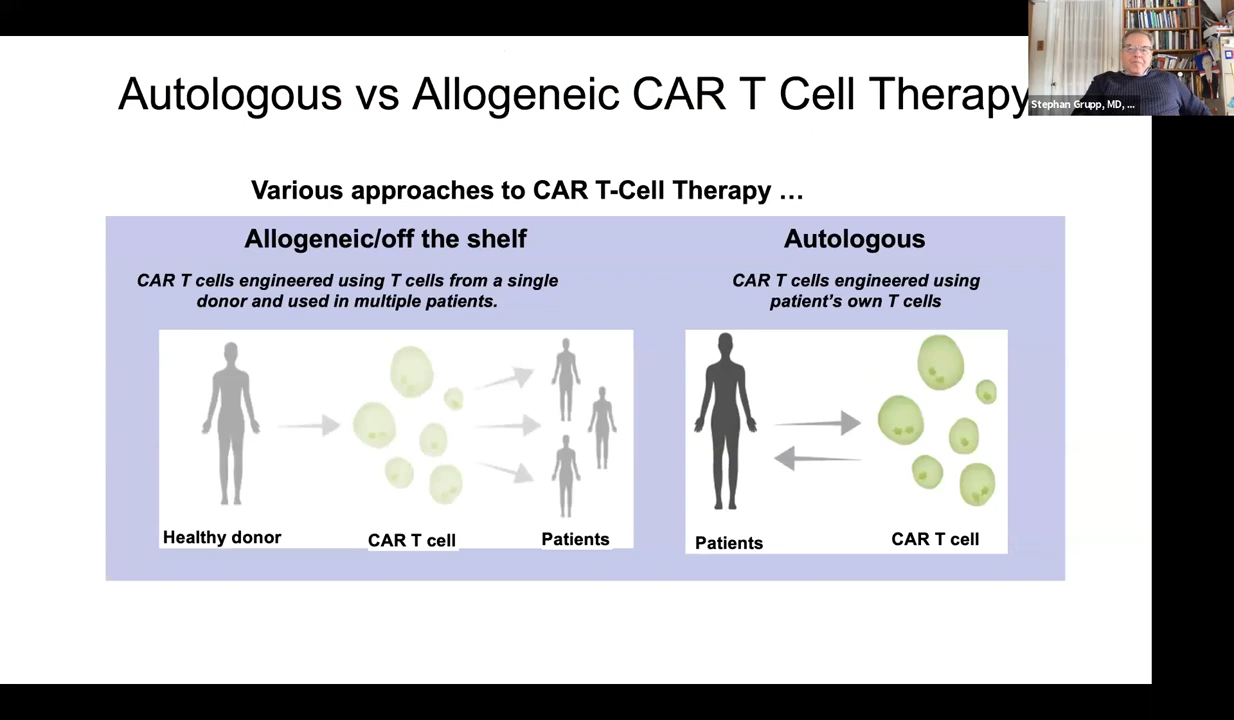 Autologous vs Allogeneic CAR T Cell Therapy
Stephan Grupp, MD, ...
Various approaches to CAR T-Cell Therapy …
Allogeneic/off the shelf
CAR T cells engineered using T cells from a single
donor and used in multiple patients.
Healthy donor
CAR T cell
Patients
Autologous
CAR T cells engineered using
patient’s own T cells
Patients
CAR T cell